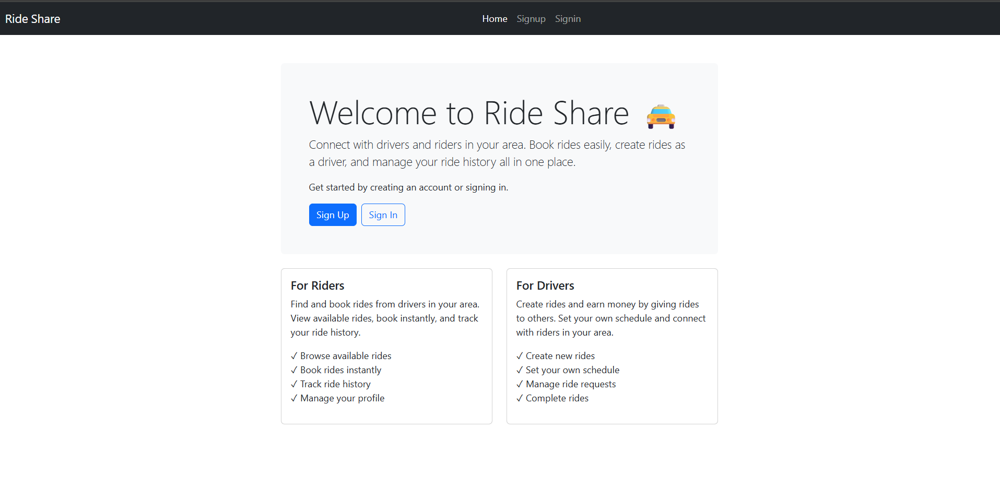 Ride Share
Home Signup Signin
Welcome to Ride Share 🚖
Connect with drivers and riders in your area. Book rides easily, create rides as
a driver, and manage your ride history all in one place.
Get started by creating an account or signing in.
Sign Up Sign In
For Riders
Find and book rides from drivers in your area.
View available rides, book instantly, and track
your ride history.
✓ Browse available rides
✓ Book rides instantly
✓ Track ride history
✓ Manage your profile
For Drivers
Create rides and earn money by giving rides
to others. Set your own schedule and connect
with riders in your area.
✓ Create new rides
✓ Set your own schedule
✓ Manage ride requests
✓ Complete rides